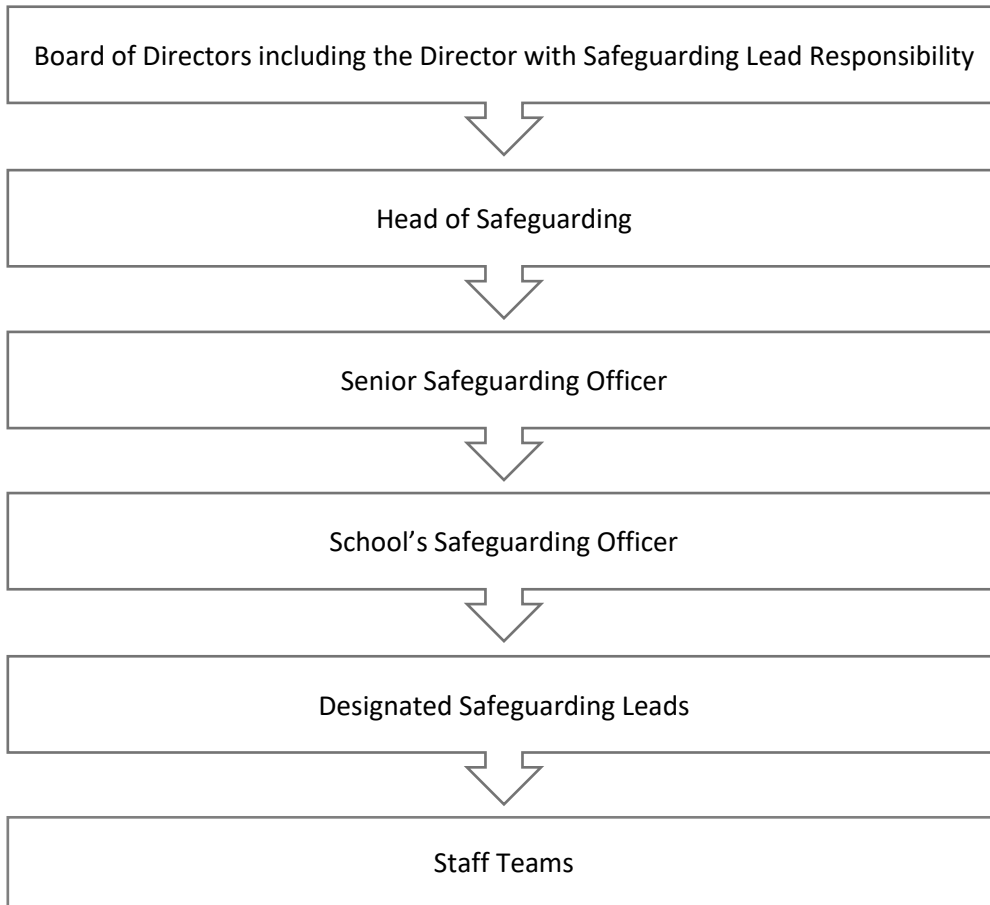 Board of Directors including the Director with Safeguarding Lead Responsibility
Head of Safeguarding
Senior Safeguarding Officer
School’s Safeguarding Officer
Designated Safeguarding Leads
Staff Teams